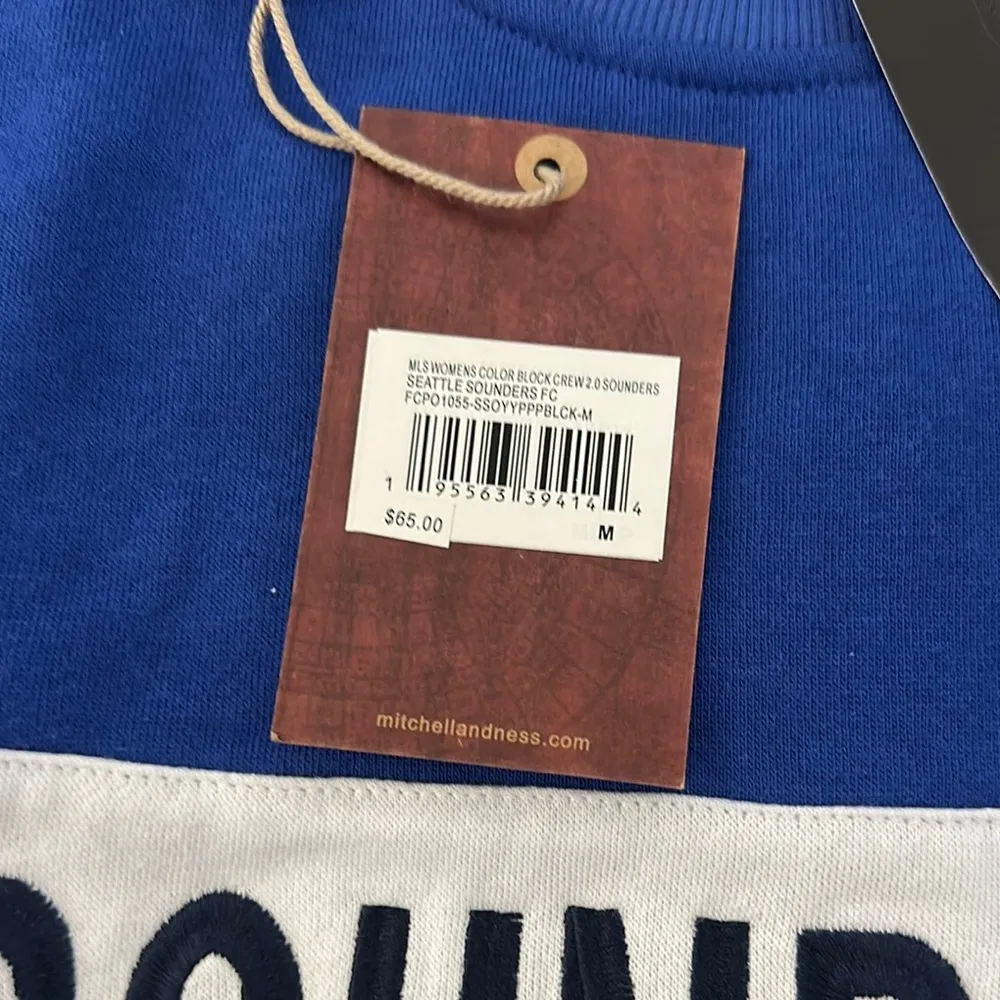 MLS WOMENS COLOR BLOCK CREW 2.0 SOUNDERS
SEATTLE SOUNDERS FC
FCPO1055-SSOYYPPPBLCK-M
1 95563 39414 4
$65.00
M
mitchellandness.com
SOUND